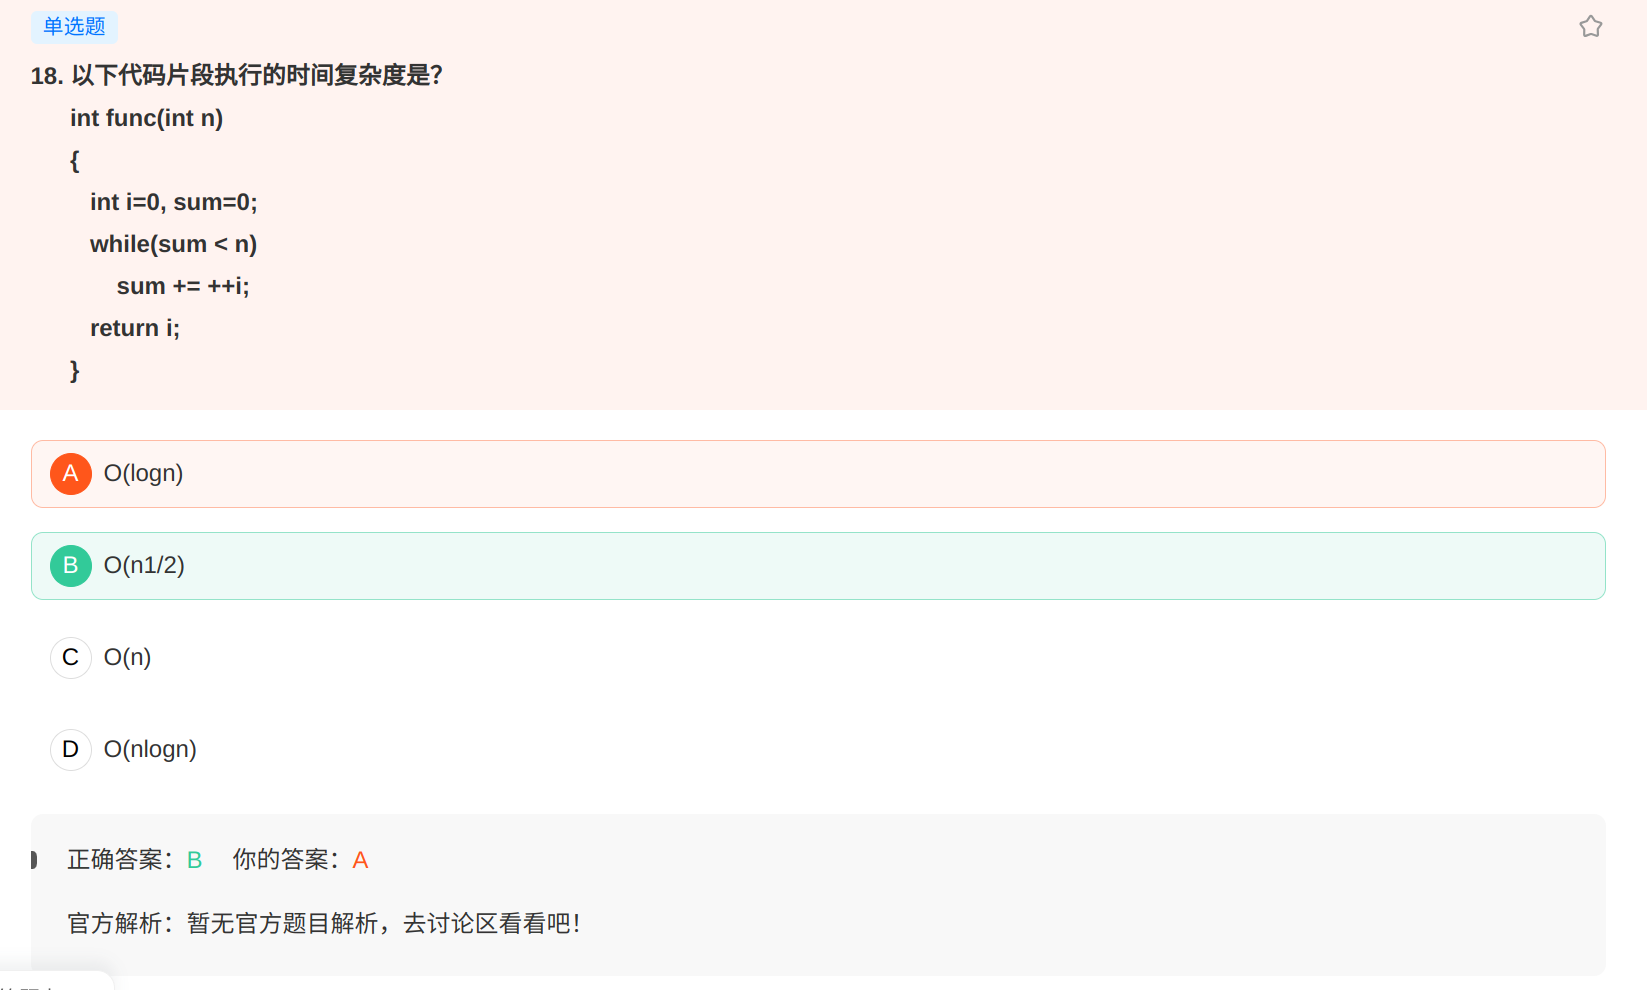 单选题
18. 以下代码片段执行的时间复杂度是？
int func(int n)
{
int i=0, sum=0;
while(sum < n)
sum += ++i;
return i;
}
A O(logn)
B O(n1/2)
C O(n)
D O(nlogn)
正确答案：B 你的答案：A
官方解析：暂无官方题目解析，去讨论区看看吧！